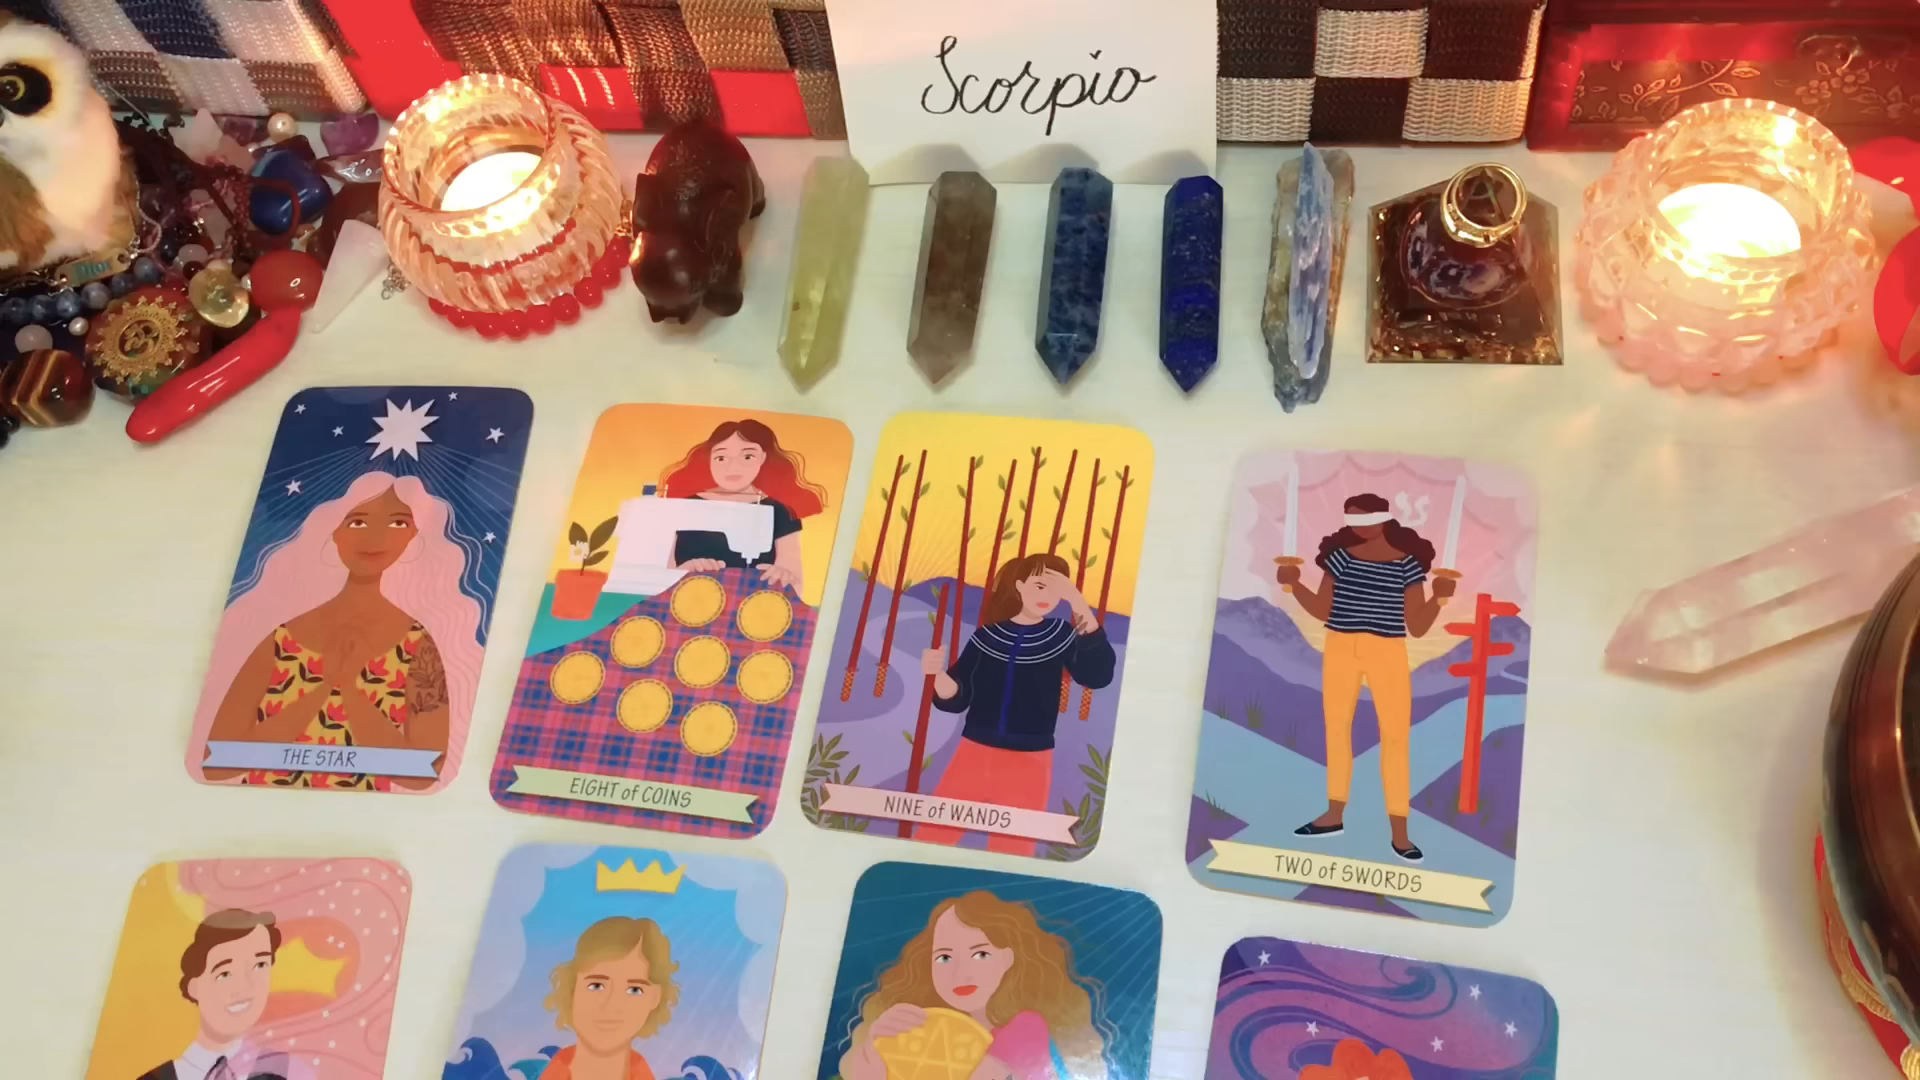 Scorpio
THE STAR
EIGHT of COINS
NINE of WANDS
TWO of SWORDS